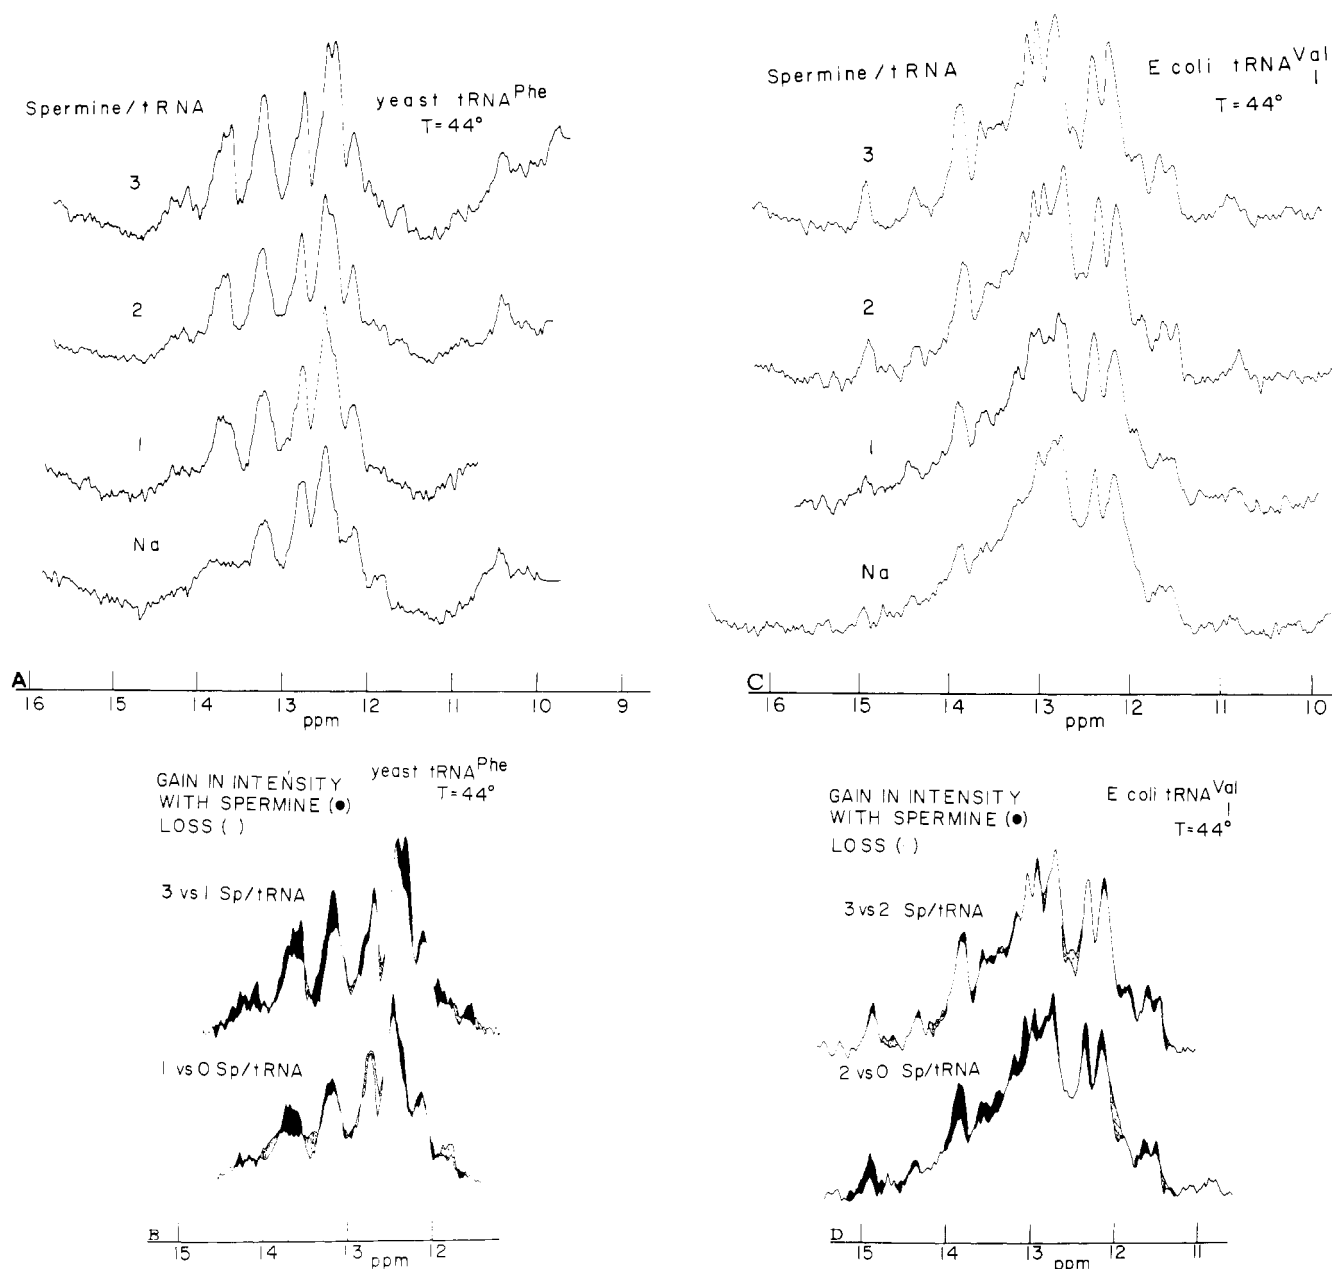 Spermine/tRNA
yeast tRNA^Phe
T=44°
3
2
1
Na
A
16 15 14 13 12 11 10 9
ppm
Spermine/tRNA
E coli tRNA^Val_1
T=44°
3
2
1
Na
C
16 15 14 13 12 11 10
ppm
GAIN IN INTENSITY
WITH SPERMINE (●)
LOSS ( )
yeast tRNA^Phe
T=44°
3 vs 1 Sp/tRNA
1 vs 0 Sp/tRNA
B
15 14 13 12
ppm
GAIN IN INTENSITY
WITH SPERMINE (●)
LOSS ( )
E coli tRNA^Val_1
T=44°
3 vs 2 Sp/tRNA
2 vs 0 Sp/tRNA
D
15 14 13 12 11
ppm